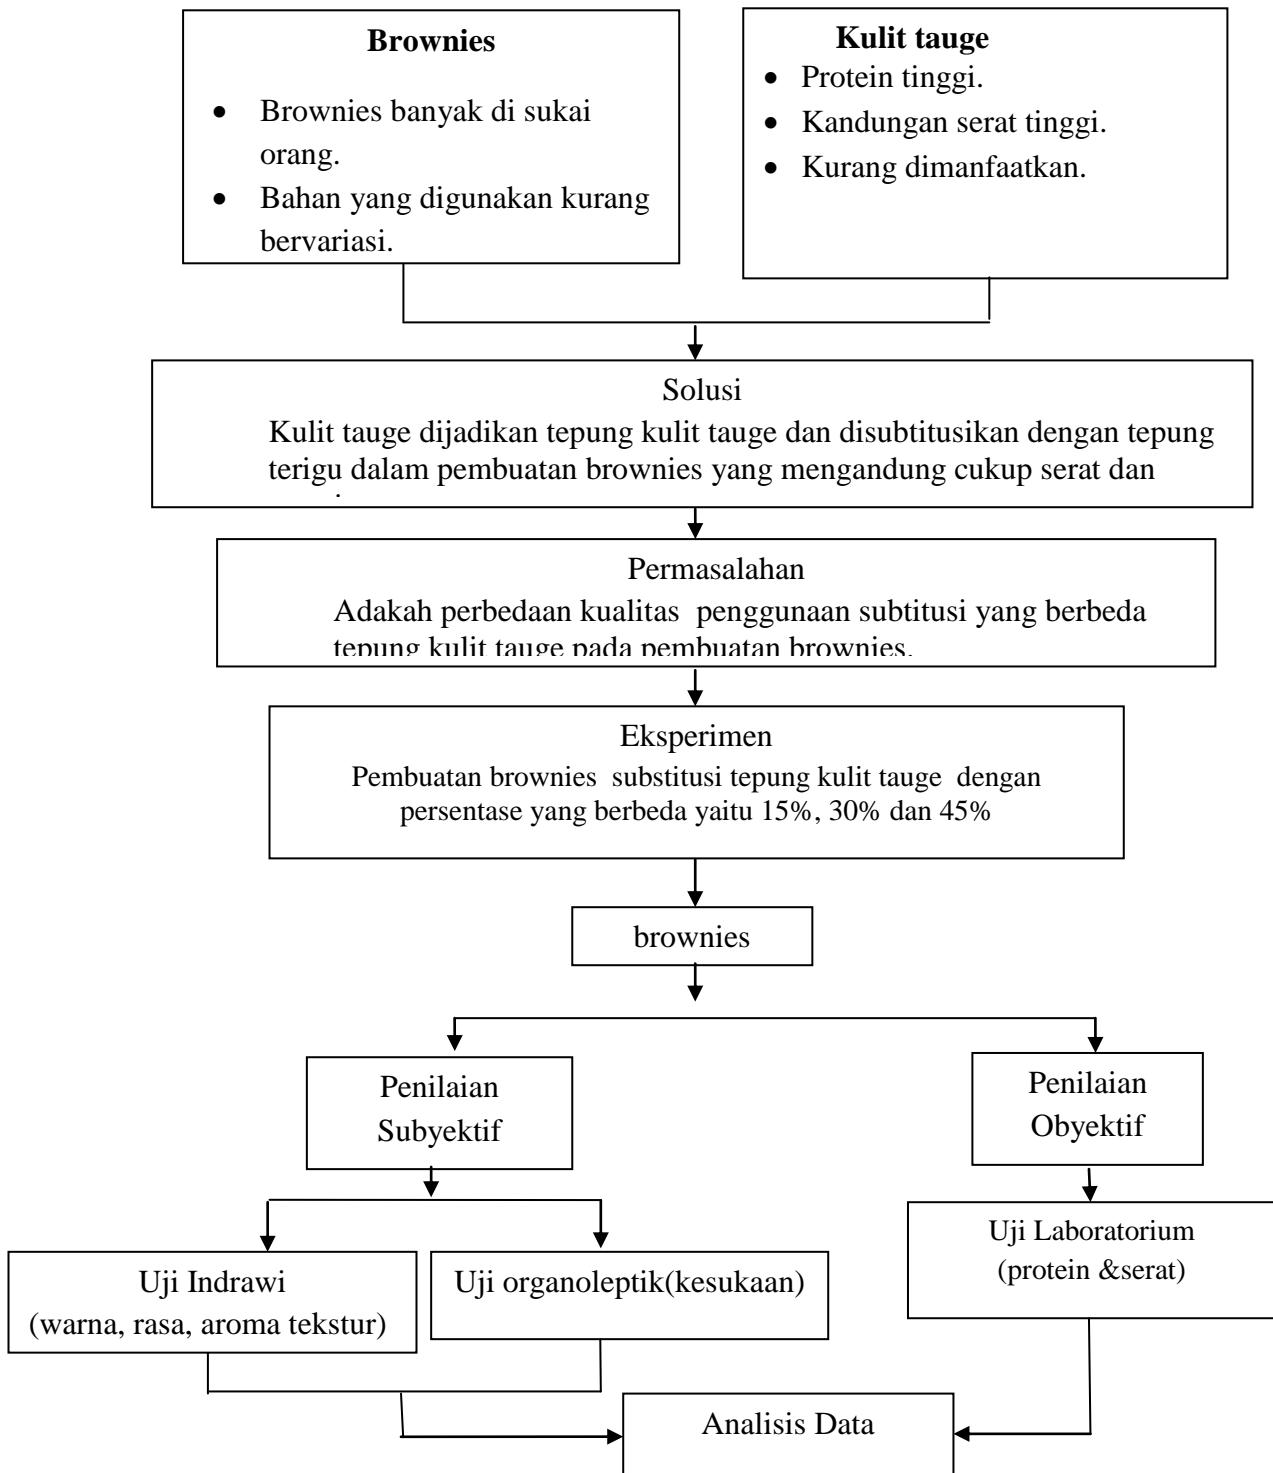 Brownies
• Brownies banyak di sukai
orang.
• Bahan yang digunakan kurang
bervariasi.
Kulit tauge
• Protein tinggi.
• Kandungan serat tinggi.
• Kurang dimanfaatkan.
Solusi
Kulit tauge dijadikan tepung kulit tauge dan disubtitusikan dengan tepung
terigu dalam pembuatan brownies yang mengandung cukup serat dan
Permasalahan
Adakah perbedaan kualitas penggunaan subtitusi yang berbeda
tepung kulit tauge pada pembuatan brownies.
Eksperimen
Pembuatan brownies substitusi tepung kulit tauge dengan
persentase yang berbeda yaitu 15%, 30% dan 45%
brownies
Penilaian
Subyektif
Penilaian
Obyektif
Uji Indrawi
(warna, rasa, aroma tekstur)
Uji organoleptik(kesukaan)
Uji Laboratorium
(protein &serat)
Analisis Data